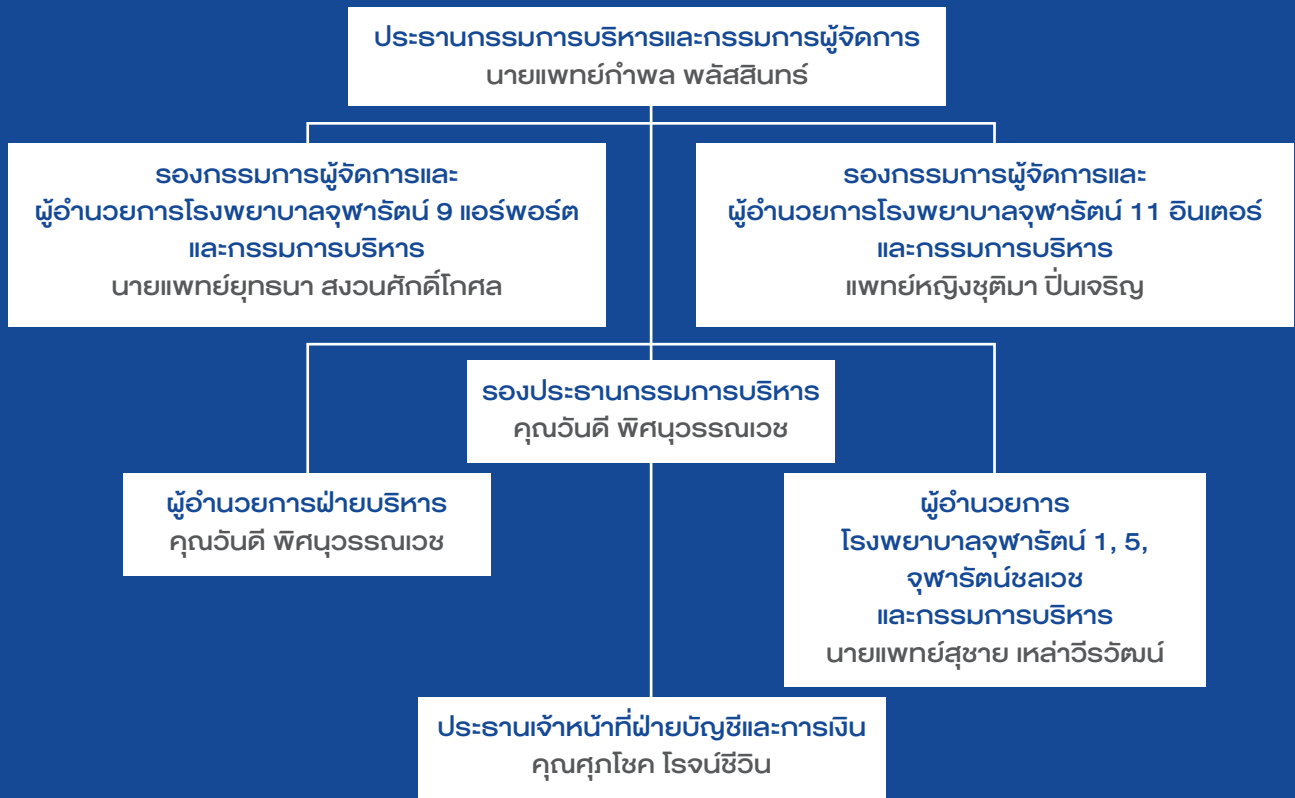 ประธานกรรมการบริหารและกรรมการผู้จัดการ
นายแพทย์กำพล พลัสสินทร์
รองกรรมการผู้จัดการและ
ผู้อำนวยการโรงพยาบาลจุฬารัตน์ 9 แอร์พอร์ต
และกรรมการบริหาร
นายแพทย์ยุทธนา สงวนศักดิ์โกศล
รองกรรมการผู้จัดการและ
ผู้อำนวยการโรงพยาบาลจุฬารัตน์ 11 อินเตอร์
และกรรมการบริหาร
แพทย์หญิงชุติมา ปิ่นเจริญ
รองประธานกรรมการบริหาร
คุณวันดี พิศนุวรรณเวช
ผู้อำนวยการฝ่ายบริหาร
คุณวันดี พิศนุวรรณเวช
ผู้อำนวยการ
โรงพยาบาลจุฬารัตน์ 1, 5,
จุฬารัตน์ชลเวช
และกรรมการบริหาร
นายแพทย์สุชาย เหล่าวีรวัฒน์
ประธานเจ้าหน้าที่ฝ่ายบัญชีและการเงิน
คุณศุภโชค โรจน์ชีวิน